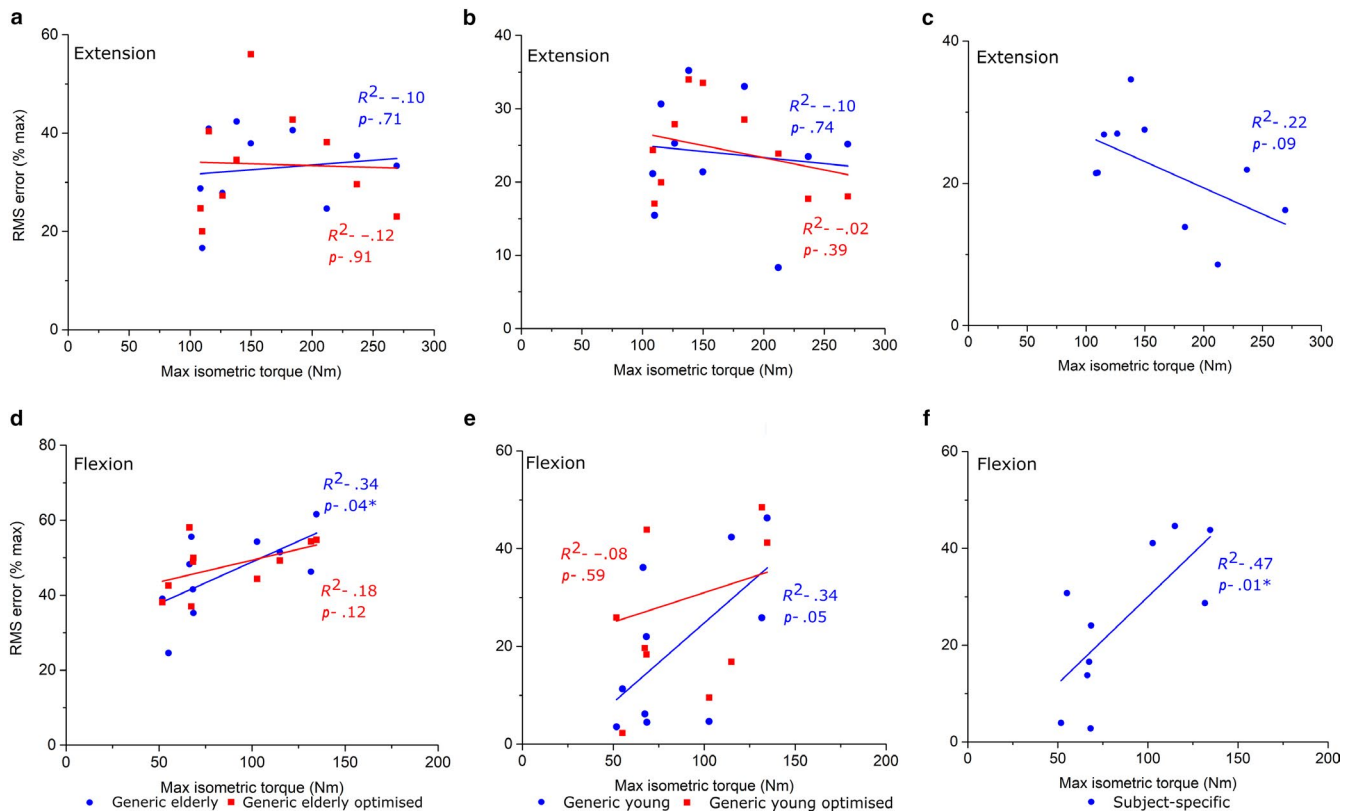 a
60
Extension
R2- –.10
p- .71
40
RMS error (% max)
20
R2- –.12
p- .91
0
0 50 100 150 200 250 300
Max isometric torque (Nm)
b
40
Extension
30
R2- –.10
p- .74
20
R2- –.02
p- .39
10
0
0 50 100 150 200 250 300
Max isometric torque (Nm)
c
40
Extension
R2- .22
p- .09
20
0
0 50 100 150 200 250 300
Max isometric torque (Nm)
d
80
Flexion
R2- .34
p- .04*
60
RMS error (% max)
40
R2- .18
p- .12
20
0
0 50 100 150 200
Max isometric torque (Nm)
Generic elderly Generic elderly optimised
e
60
Flexion
40
R2- –.08
p- .59
R2- .34
p- .05
20
0
0 50 100 150 200
Max isometric torque (Nm)
Generic young Generic young optimised
f
60
Flexion
40
R2- .47
p- .01*
20
0
0 50 100 150 200
Max isometric torque (Nm)
Subject-specific